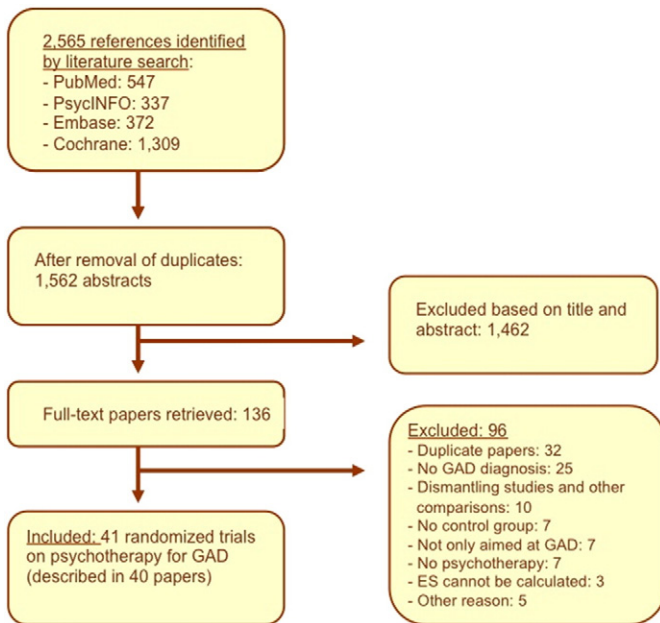 2,565 references identified
by literature search:
- PubMed: 547
- PsycINFO: 337
- Embase: 372
- Cochrane: 1,309
After removal of duplicates:
1,562 abstracts
Excluded based on title and
abstract: 1,462
Full-text papers retrieved: 136
Excluded: 96
- Duplicate papers: 32
- No GAD diagnosis: 25
- Dismantling studies and other
comparisons: 10
- No control group: 7
- Not only aimed at GAD: 7
- No psychotherapy: 7
- ES cannot be calculated: 3
- Other reason: 5
Included: 41 randomized trials
on psychotherapy for GAD
(described in 40 papers)